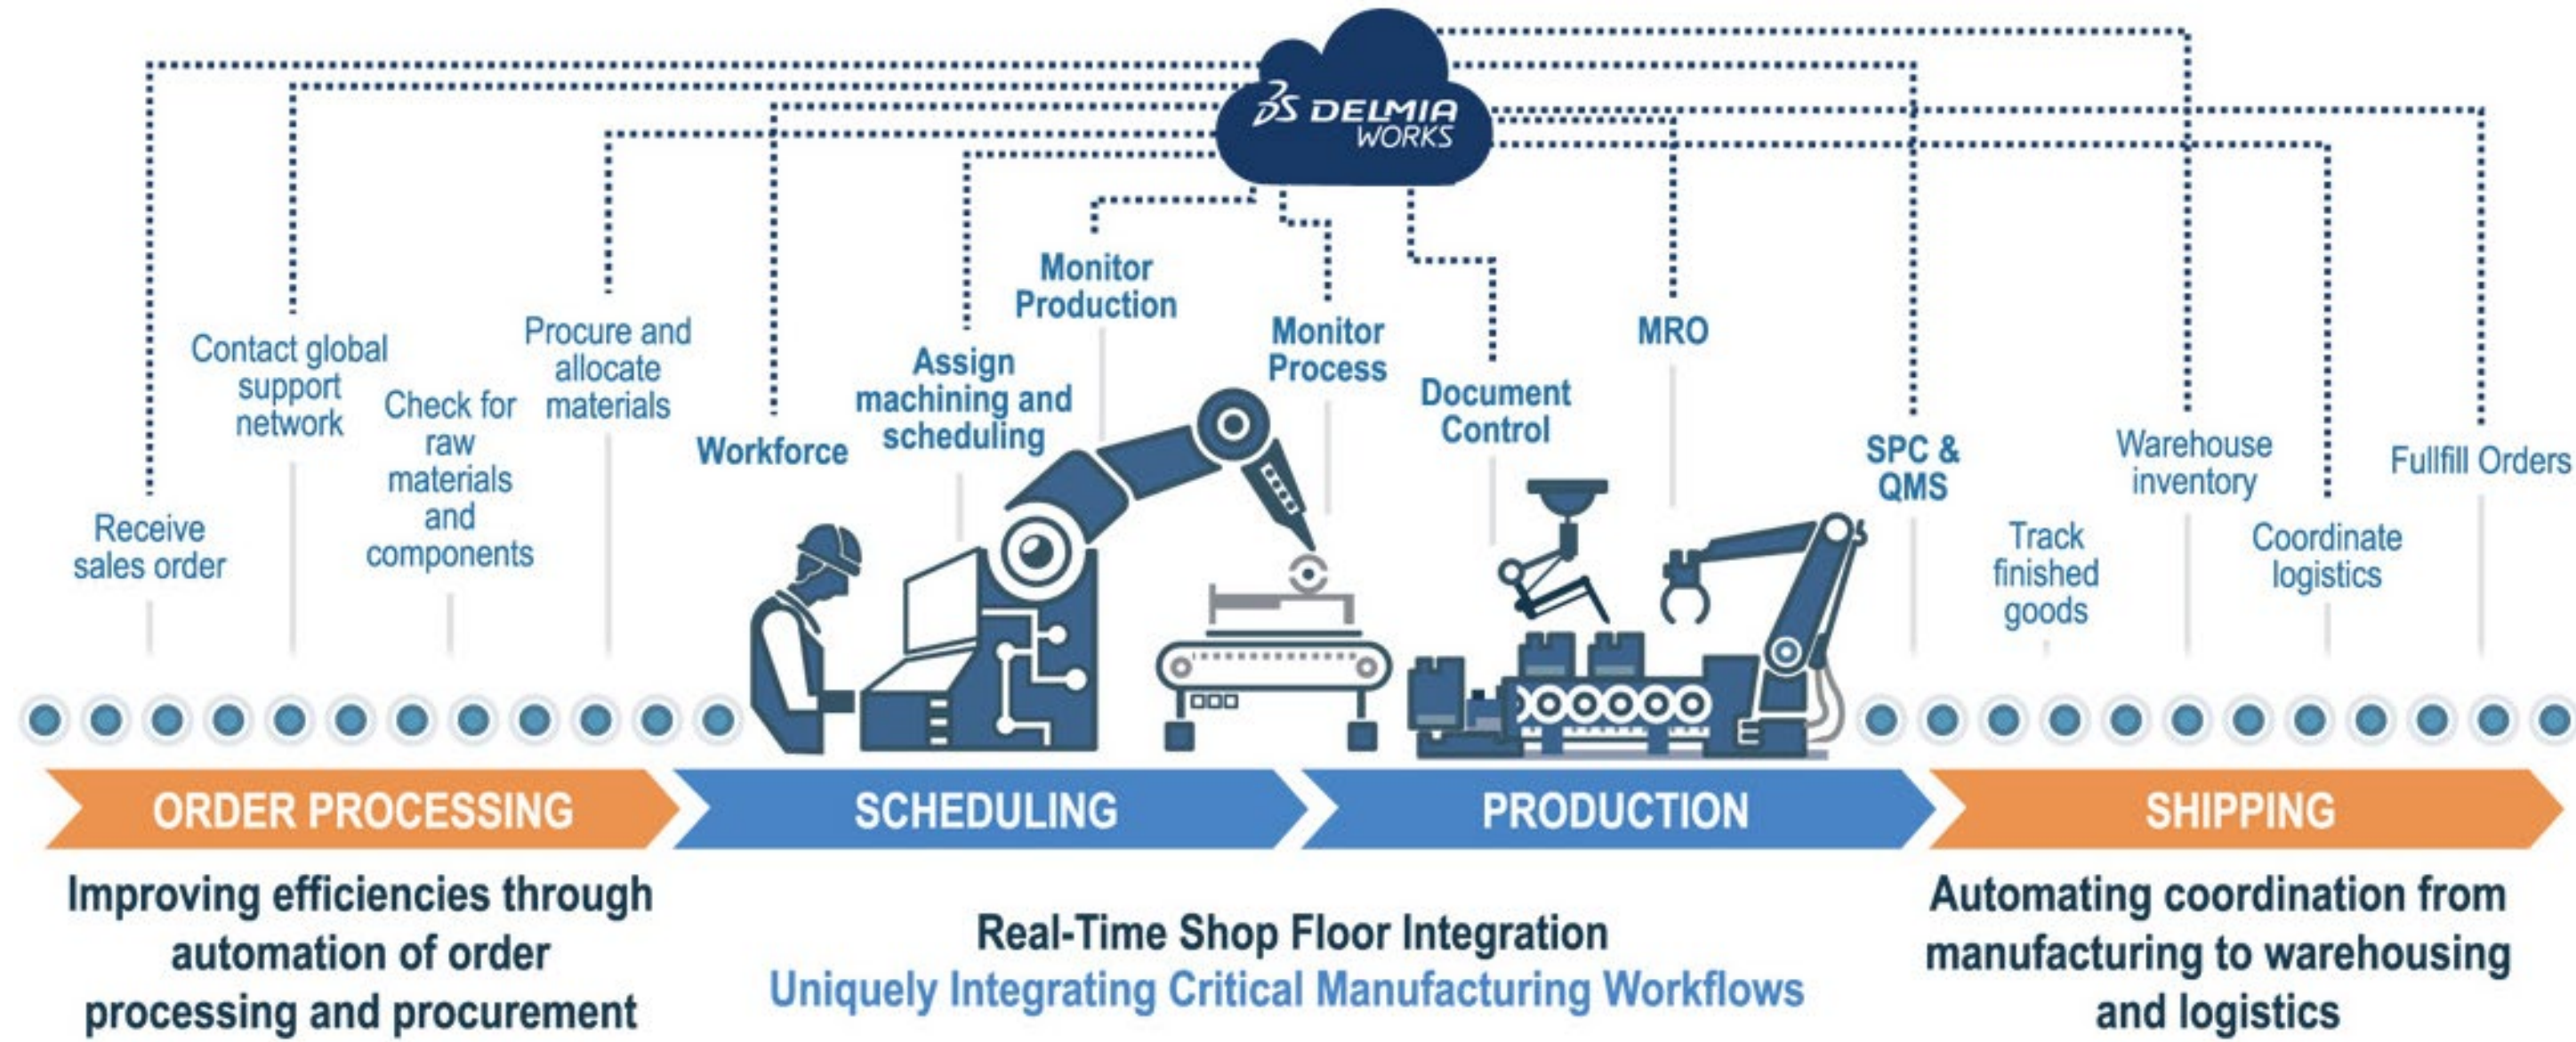 3DS DELMIA
WORKS
Receive
sales order
Contact global
support
network
Check for
raw
materials
and
components
Procure and
allocate
materials
Workforce
Assign
machining and
scheduling
Monitor
Production
Monitor
Process
Document
Control
MRO
SPC &
QMS
Track
finished
goods
Warehouse
inventory
Coordinate
logistics
Fullfill Orders
ORDER PROCESSING
SCHEDULING
PRODUCTION
SHIPPING
Improving efficiencies through
automation of order
processing and procurement
Real-Time Shop Floor Integration
Uniquely Integrating Critical Manufacturing Workflows
Automating coordination from
manufacturing to warehousing
and logistics